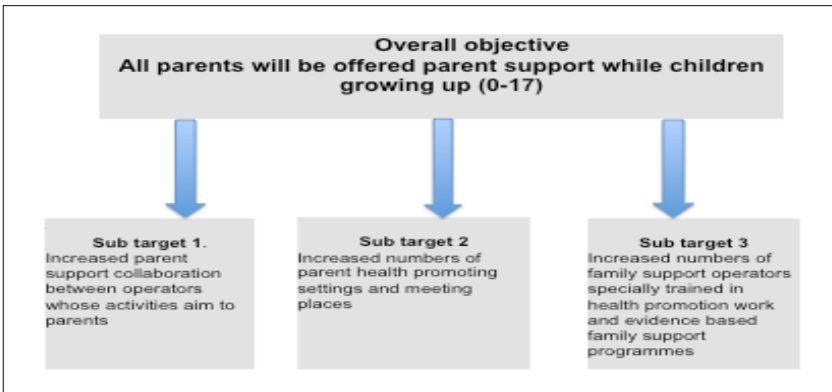 Overall objective
All parents will be offered parent support while children
growing up (0-17)
Sub target 1.
Increased parent
support collaboration
between operators
whose activities aim to
parents
Sub target 2
Increased numbers of
parent health promoting
settings and meeting
places
Sub target 3
Increased numbers of
family support operators
specially trained in
health promotion work
and evidence based
family support
programmes